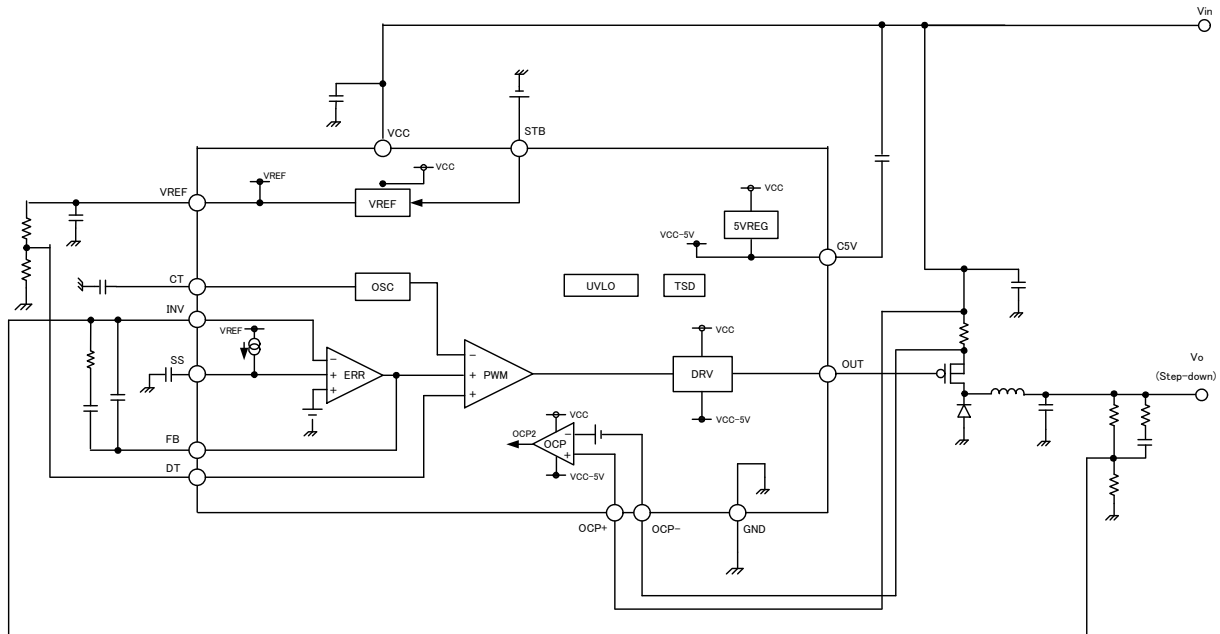 Vin
VCC
STB
VCC
VREF
VREF
VREF
VCC
5VREG
VCC-5V
C5V
CT
OSC
UVLO
TSD
INV
VREF
SS
VCC
OUT
Vo
(Step-down)
ERR
PWM
DRV
VCC
VCC-5V
FB
OCP2
OCP
DT
VCC-5V
OCP+
OCP-
GND